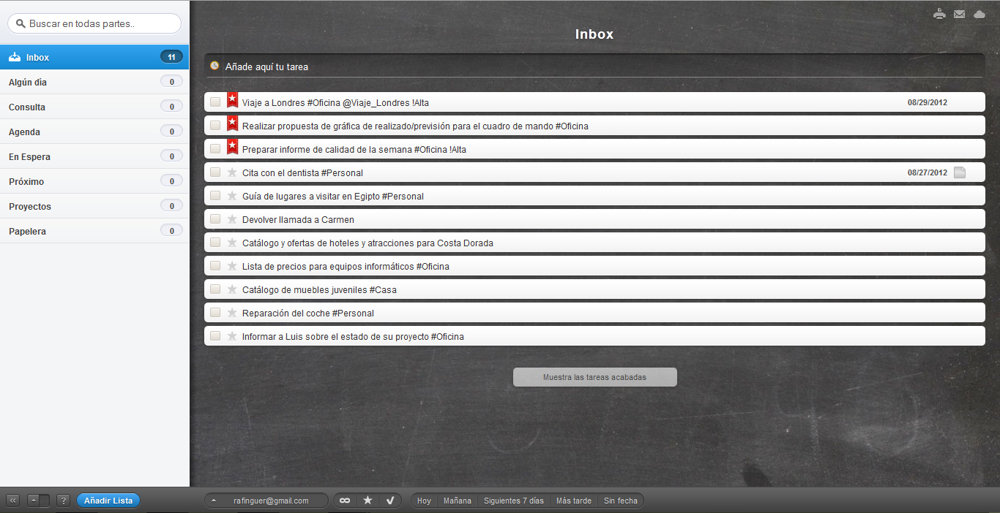 Buscar en todas partes..
Inbox 11
Algún día 0
Consulta 0
Agenda 0
En Espera 0
Próximo 0
Proyectos 0
Papelera 0
Inbox
Añade aquí tu tarea
Viaje a Londres #Oficina @Viaje_Londres !Alta 08/29/2012
Realizar propuesta de gráfica de realizado/previsión para el cuadro de mando #Oficina
Preparar informe de calidad de la semana #Oficina !Alta
Cita con el dentista #Personal 08/27/2012
Guía de lugares a visitar en Egipto #Personal
Devolver llamada a Carmen
Catálogo y ofertas de hoteles y atracciones para Costa Dorada
Lista de precios para equipos informáticos #Oficina
Catálogo de muebles juveniles #Casa
Reparación del coche #Personal
Informar a Luis sobre el estado de su proyecto #Oficina
Muestra las tareas acabadas
« ? Añadir Lista rafinguer@gmail.com Hoy Mañana Siguientes 7 días Más tarde Sin fecha